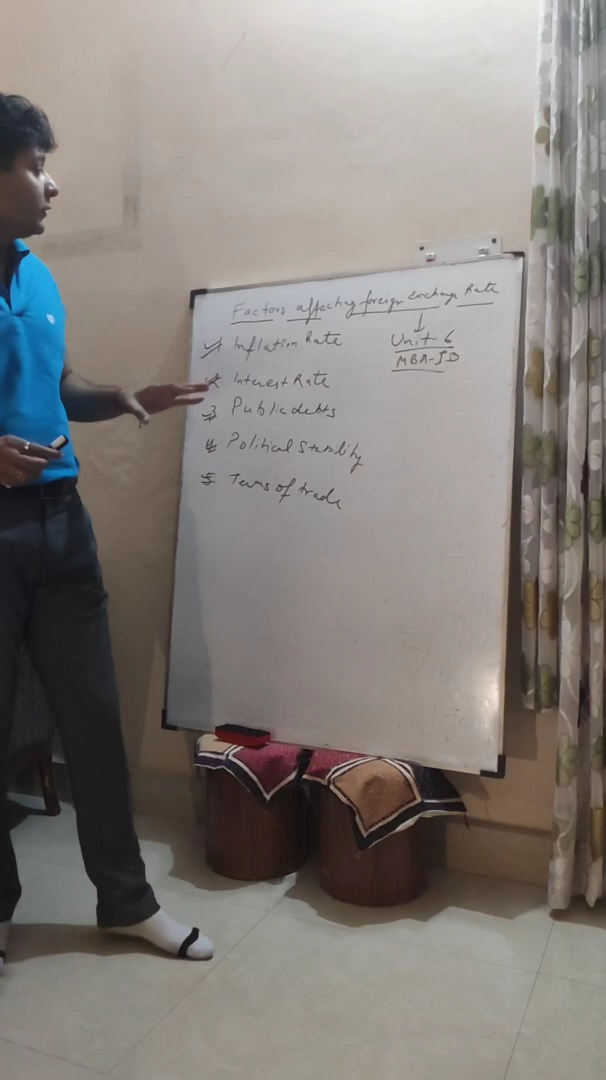 Factors affecting foreign Exchange Rate
1 Inflation Rate
Unit-6
MBA-
2 Interest Rate
3 Public debts
4 Political Stability
5 Terms of trade